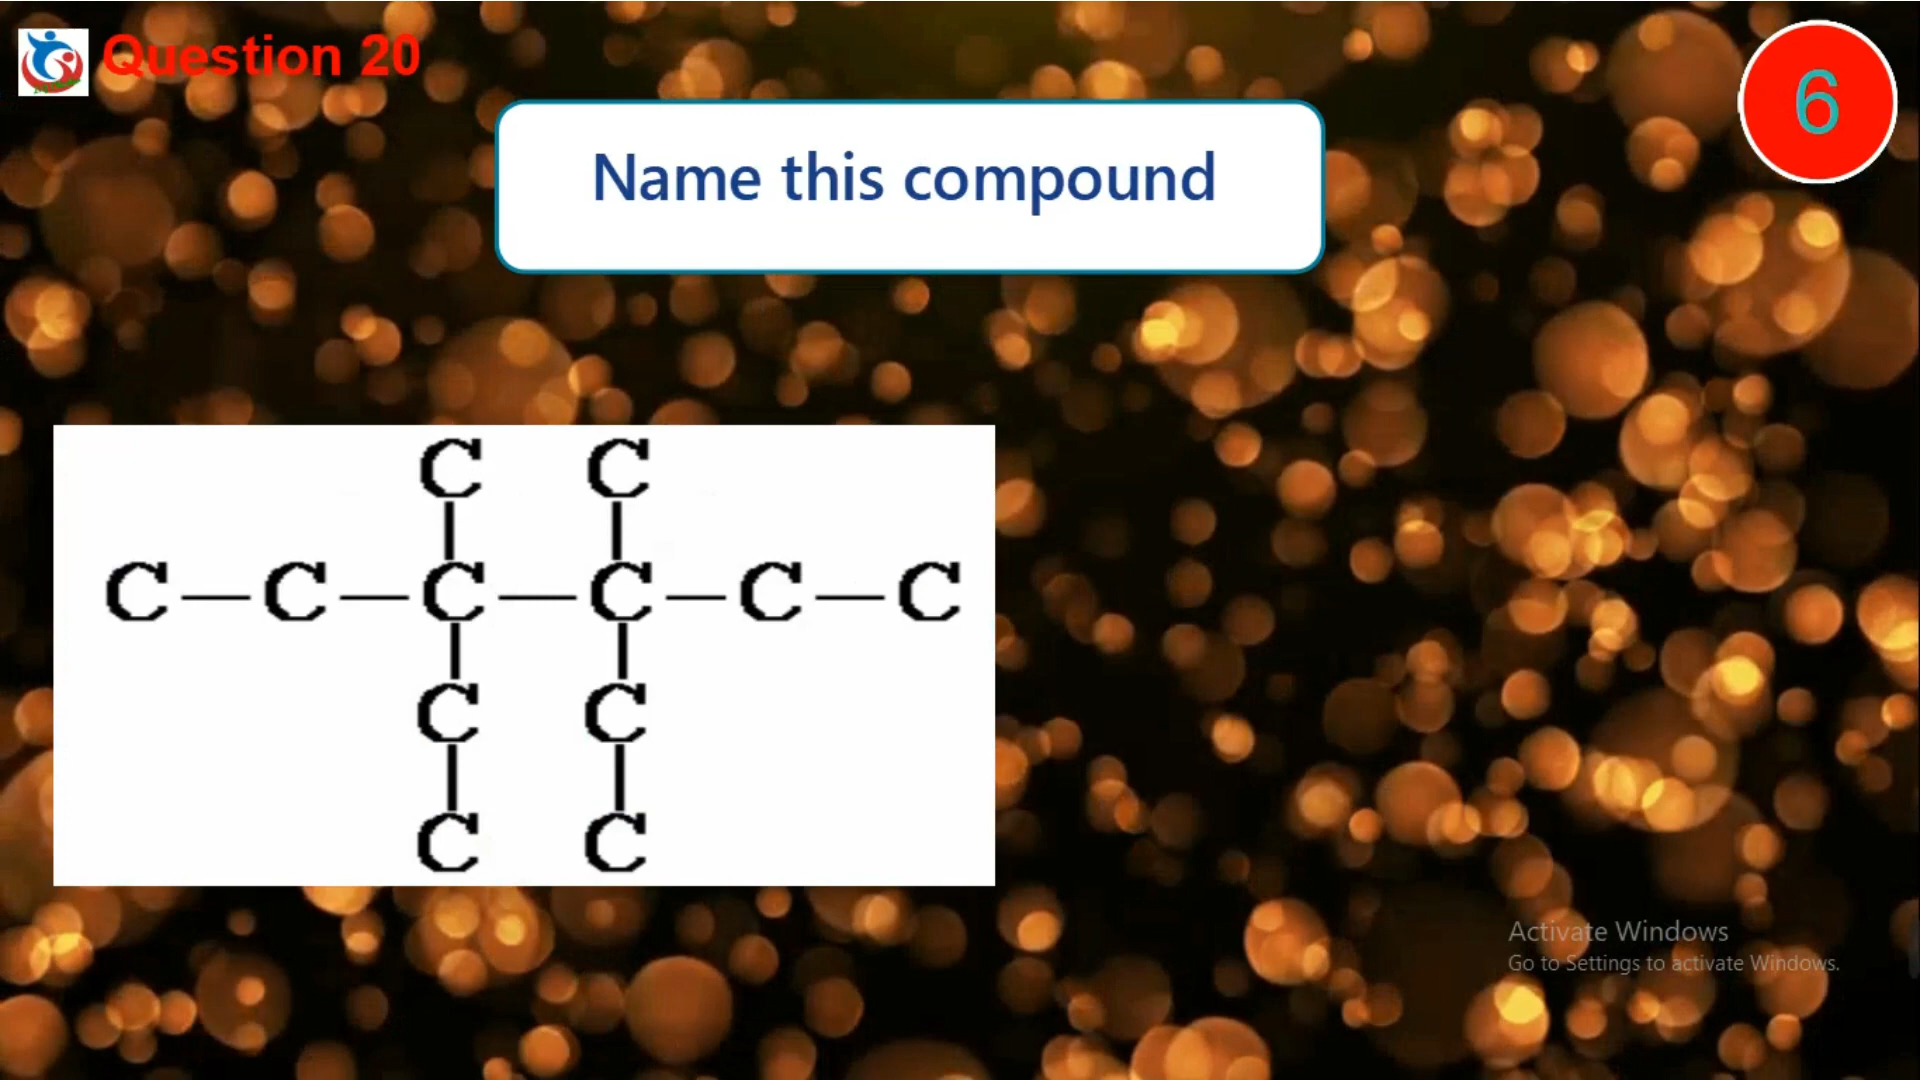 Question 20
6
Name this compound
C C
C—C—C—C—C—C
C C
C C
Activate Windows
Go to Settings to activate Windows.